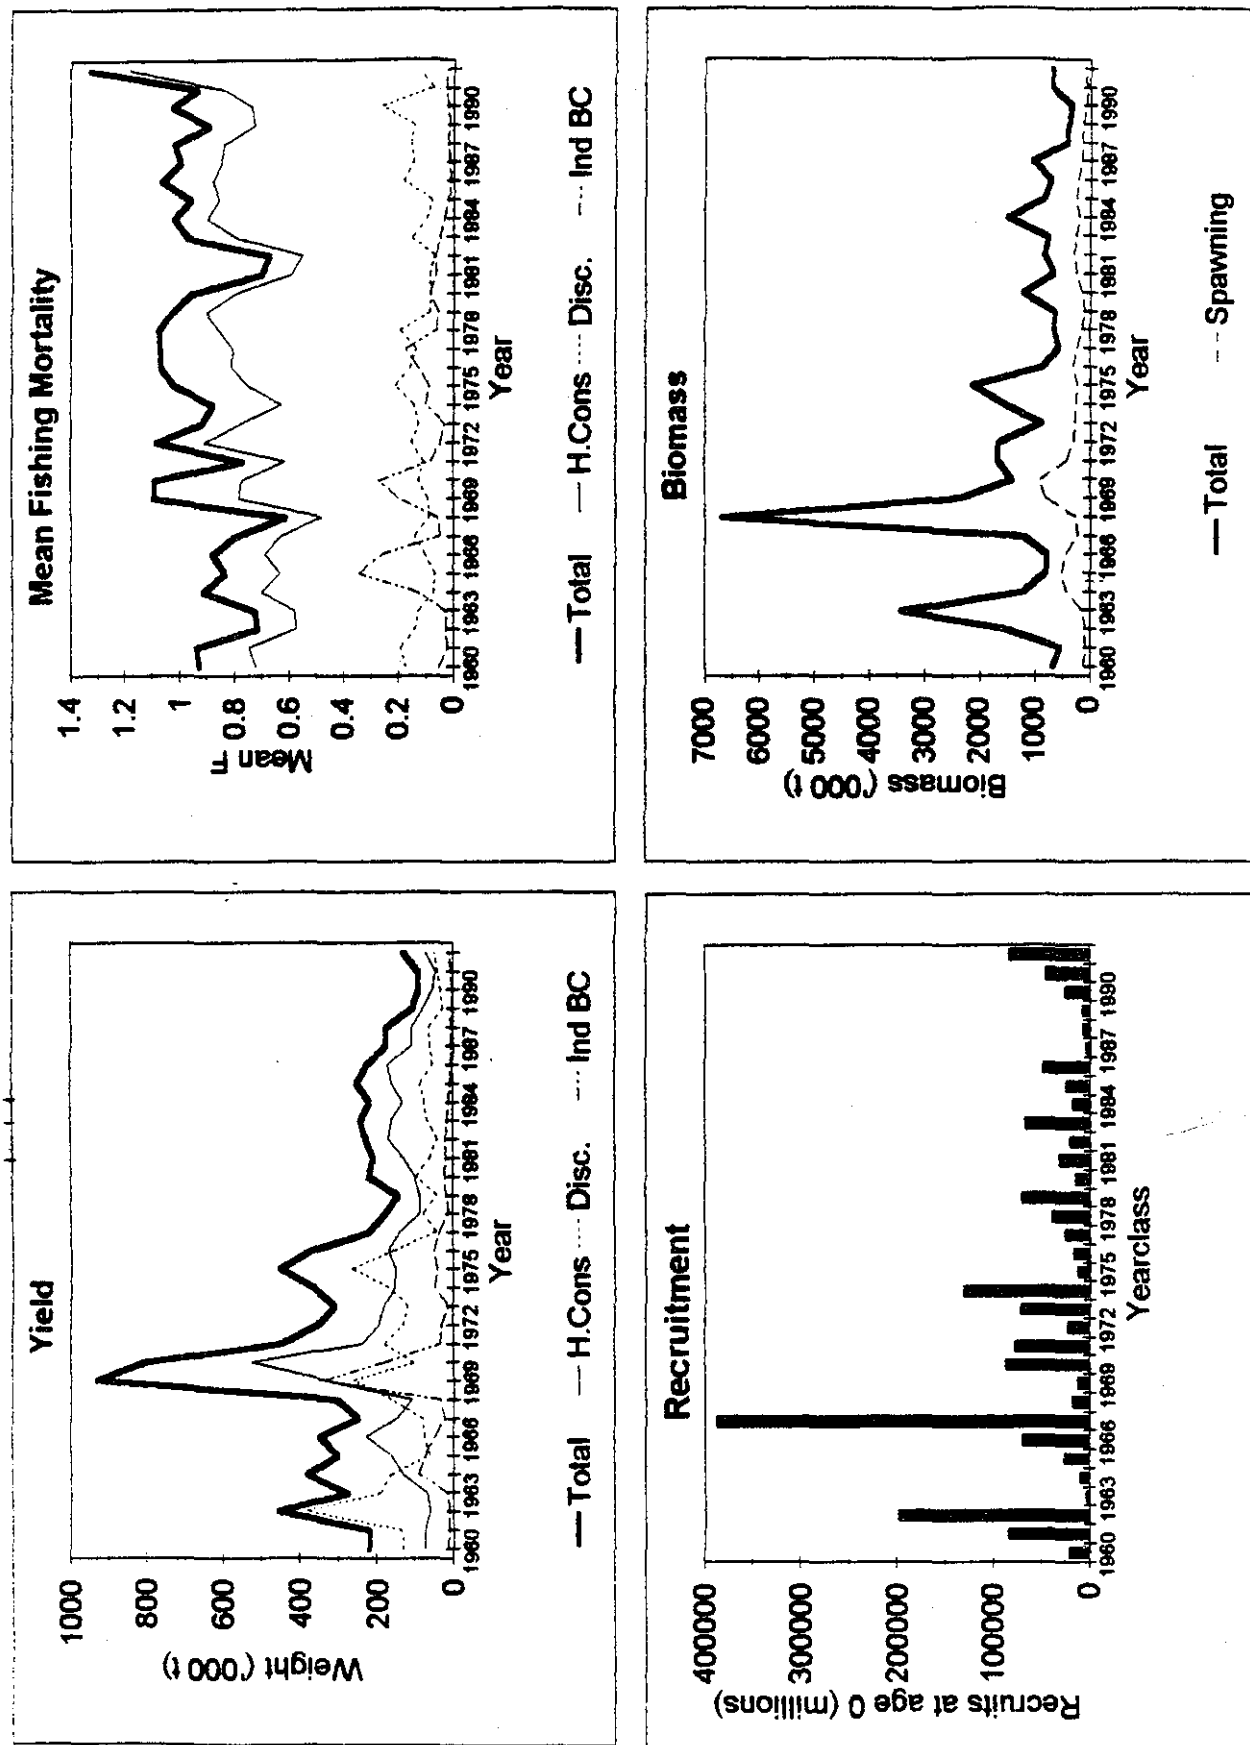 Yield
1000
800
600
400
200
0
Weight ('000 t)
1960 1963 1966 1969 1972 1975 1978 1981 1984 1987 1990
Year
Total H.Cons Disc. Ind BC
Mean Fishing Mortality
1.4
1.2
1
0.8
0.6
0.4
0.2
0
Mean F
1960 1963 1966 1969 1972 1975 1978 1981 1984 1987 1990
Year
Total H.Cons Disc. Ind BC
Recruitment
400000
300000
200000
100000
0
Recruits at age 0 (millions)
1960 1963 1966 1969 1972 1975 1978 1981 1984 1987 1990
Yearclass
Biomass
7000
6000
5000
4000
3000
2000
1000
0
Biomass ('000 t)
1960 1963 1966 1969 1972 1975 1978 1981 1984 1987 1990
Year
Total Spawning